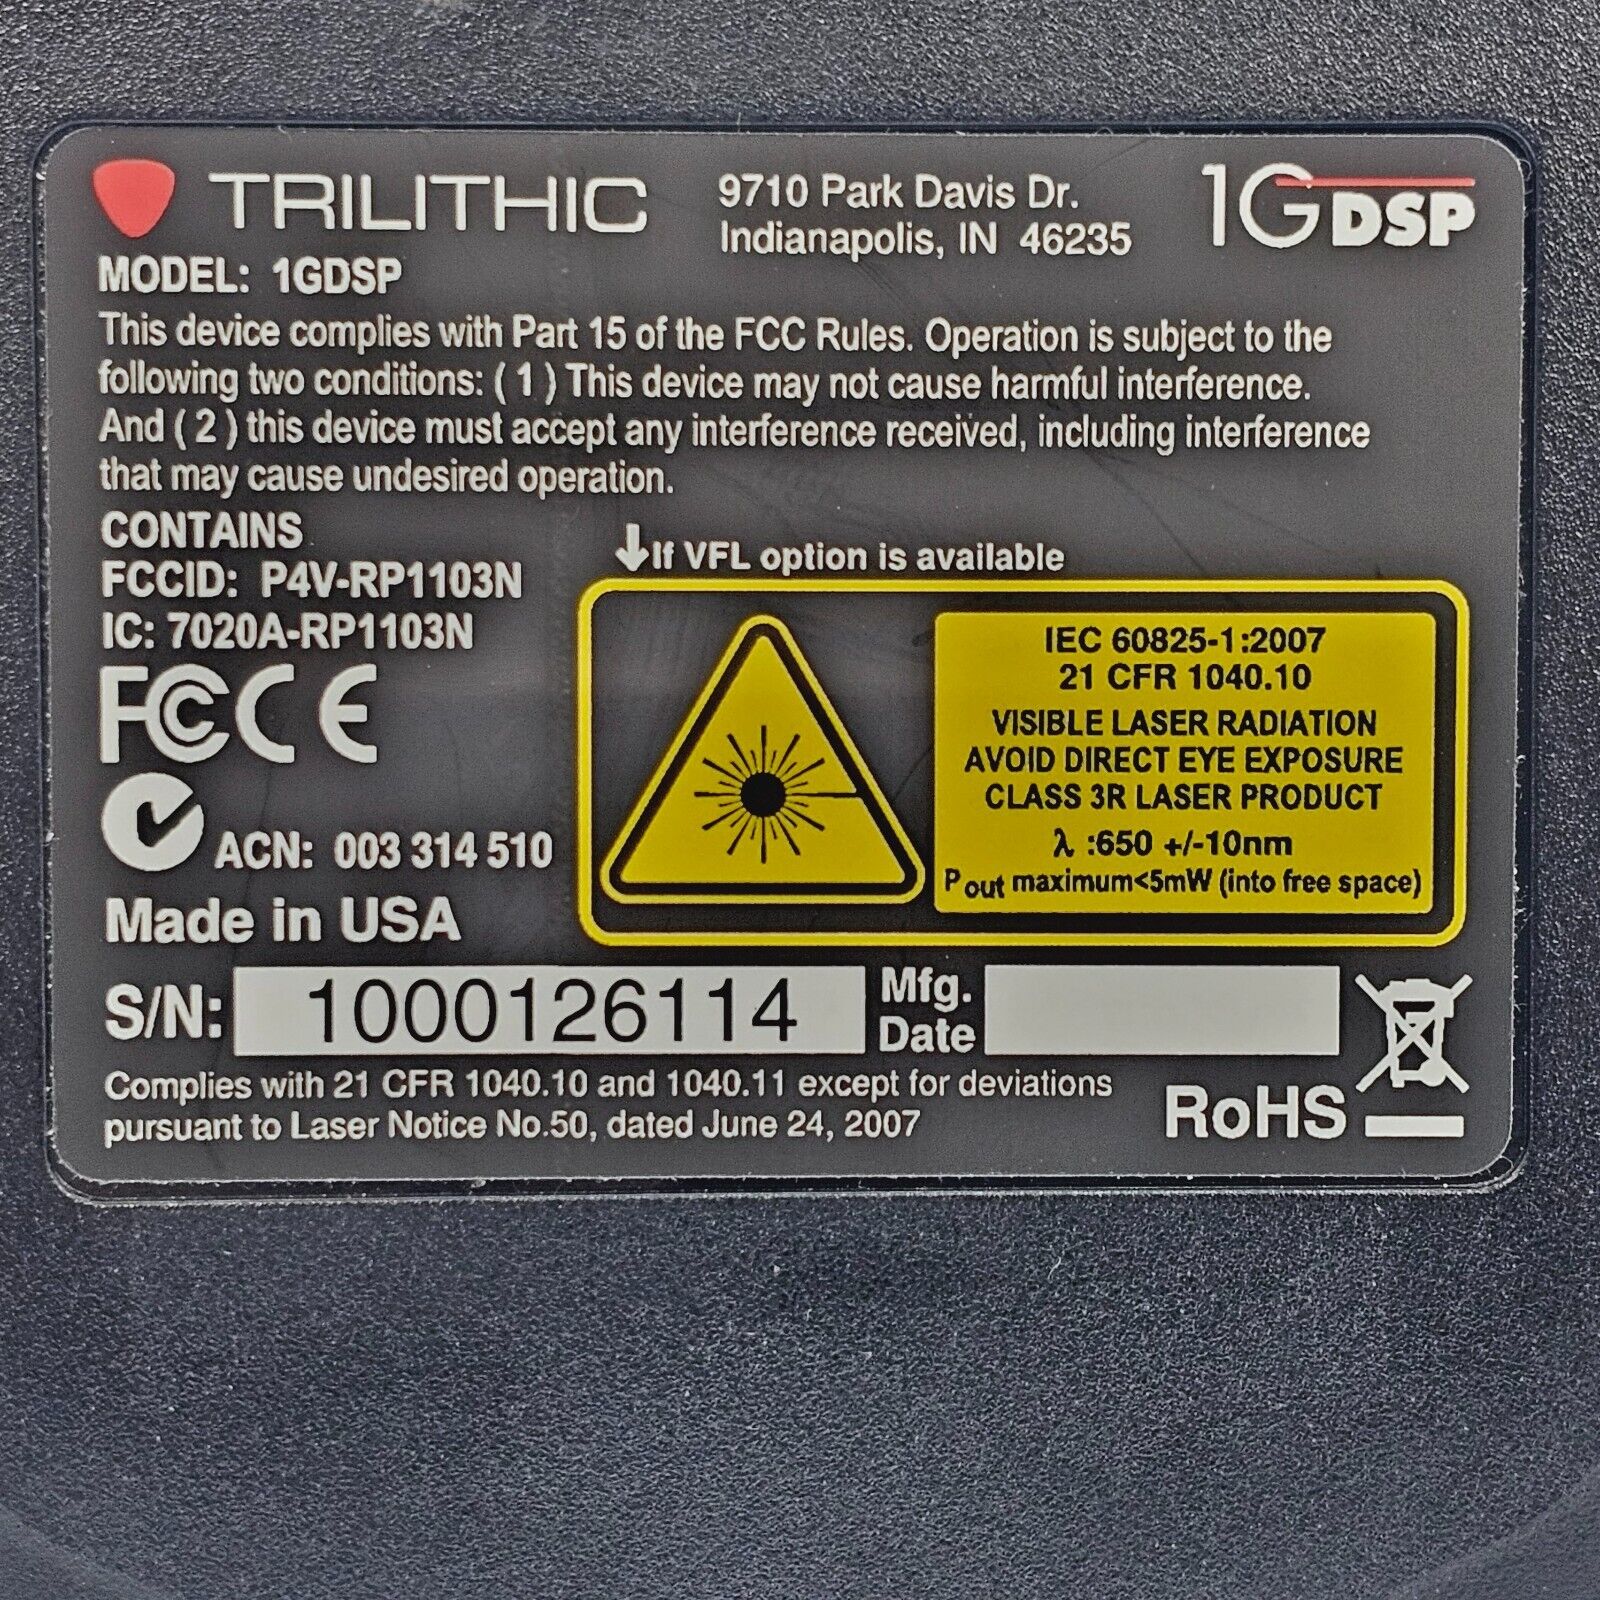 TRILITHIC
9710 Park Davis Dr.
Indianapolis, IN 46235
1GDSP
MODEL: 1GDSP
This device complies with Part 15 of the FCC Rules. Operation is subject to the
following two conditions: ( 1 ) This device may not cause harmful interference.
And ( 2 ) this device must accept any interference received, including interference
that may cause undesired operation.
CONTAINS
FCCID: P4V-RP1103N
IC: 7020A-RP1103N
FC CE
ACN: 003 314 510
Made in USA
↓If VFL option is available
IEC 60825-1:2007
21 CFR 1040.10
VISIBLE LASER RADIATION
AVOID DIRECT EYE EXPOSURE
CLASS 3R LASER PRODUCT
λ :650 +/-10nm
Pout maximum<5mW (into free space)
S/N: 1000126114
Mfg.
Date
Complies with 21 CFR 1040.10 and 1040.11 except for deviations
pursuant to Laser Notice No.50, dated June 24, 2007
RoHS